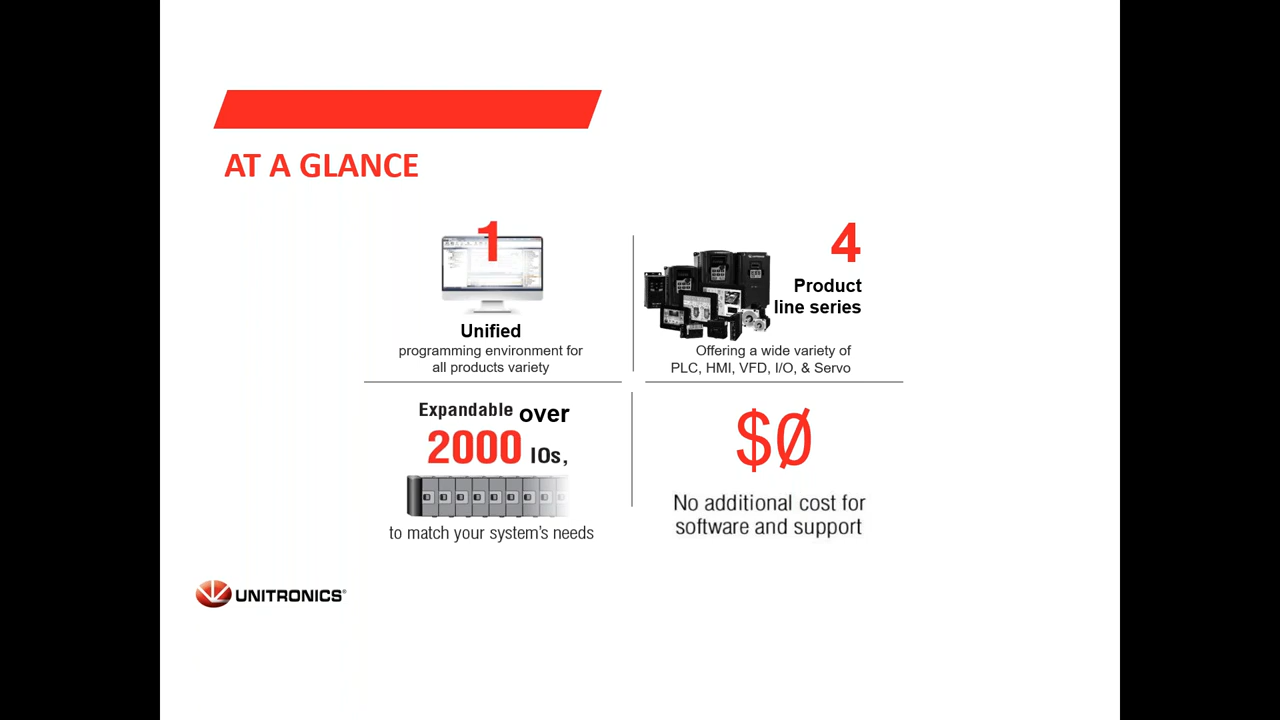 AT A GLANCE
1
Unified
programming environment for
all products variety
4
Product
line series
Offering a wide variety of
PLC, HMI, VFD, I/O, & Servo
Expandable over
2000 IOs,
to match your system's needs
$0
No additional cost for
software and support
UNITRONICS®